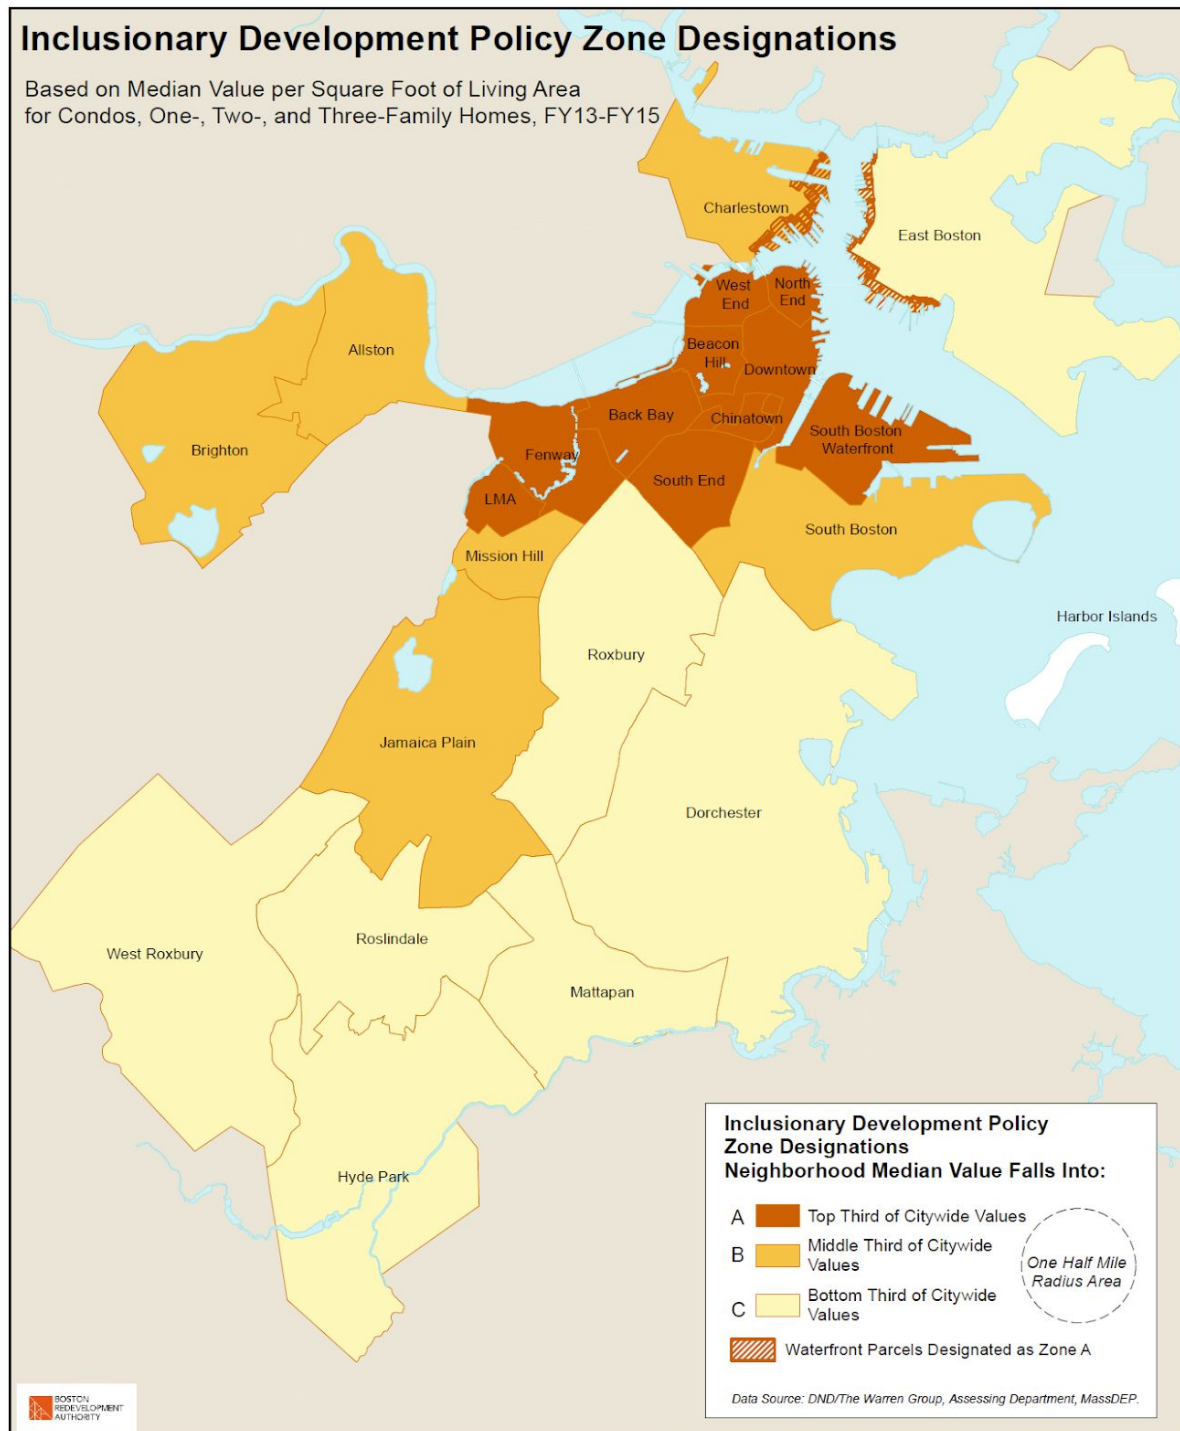 Inclusionary Development Policy Zone Designations
Based on Median Value per Square Foot of Living Area
for Condos, One-, Two-, and Three-Family Homes, FY13-FY15
Charlestown
East Boston
West
End
North
End
Beacon
Hill
Downtown
Allston
Back Bay
Chinatown
South Boston
Waterfront
Brighton
Fenway
South End
LMA
South Boston
Mission Hill
Harbor Islands
Roxbury
Jamaica Plain
Dorchester
Roslindale
West Roxbury
Mattapan
Hyde Park
Inclusionary Development Policy
Zone Designations
Neighborhood Median Value Falls Into:
A Top Third of Citywide Values
B Middle Third of Citywide
Values
C Bottom Third of Citywide
Values
One Half Mile
Radius Area
Waterfront Parcels Designated as Zone A
Data Source: DND/The Warren Group, Assessing Department, MassDEP.
BOSTON
REDEVELOPMENT
AUTHORITY